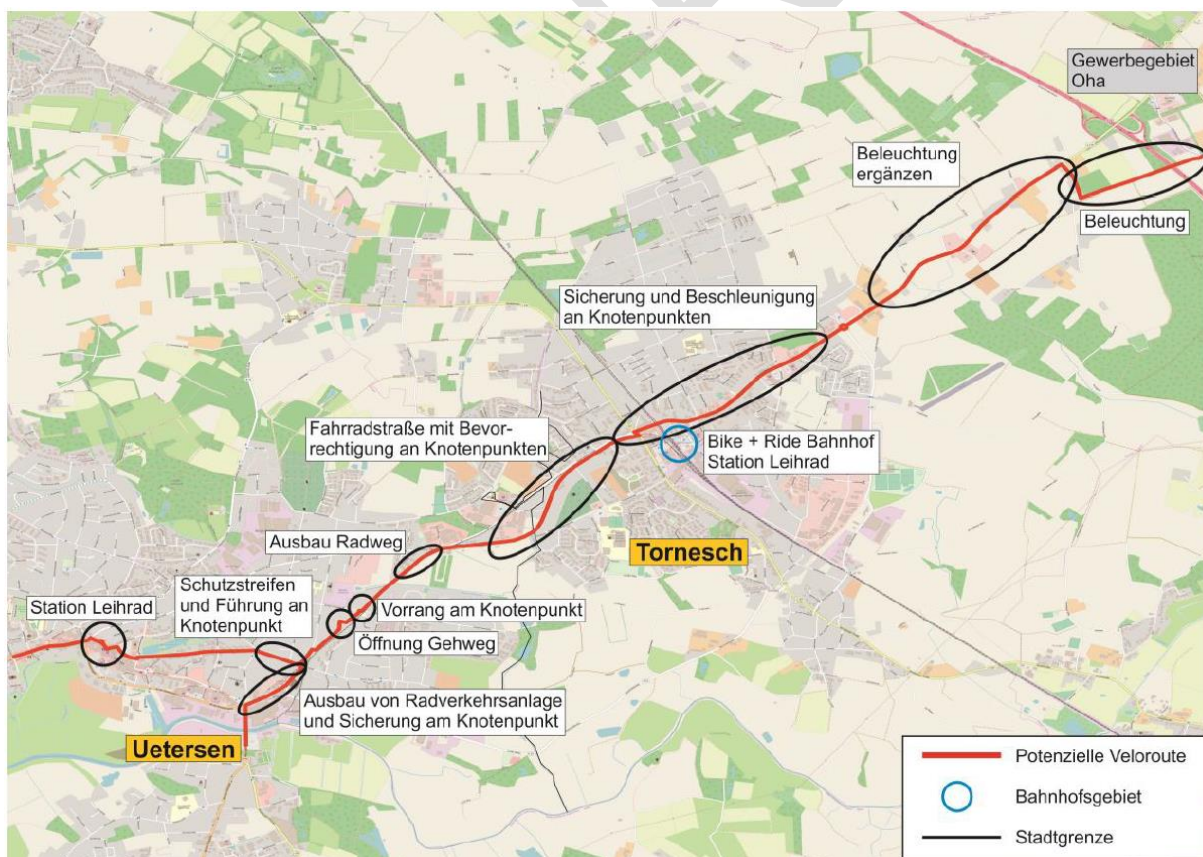 Gewerbegebiet
Oha
Beleuchtung
ergänzen
Beleuchtung
Sicherung und Beschleunigung
an Knotenpunkten
Fahrradstraße mit Bevor-
rechtigung an Knotenpunkten
Bike + Ride Bahnhof
Station Leihrad
Ausbau Radweg
Tornesch
Schutzstreifen
und Führung an
Knotenpunkt
Station Leihrad
Vorrang am Knotenpunkt
Öffnung Gehweg
Ausbau von Radverkehrsanlage
und Sicherung am Knotenpunkt
Uetersen
Potenzielle Veloroute
Bahnhofsgebiet
Stadtgrenze